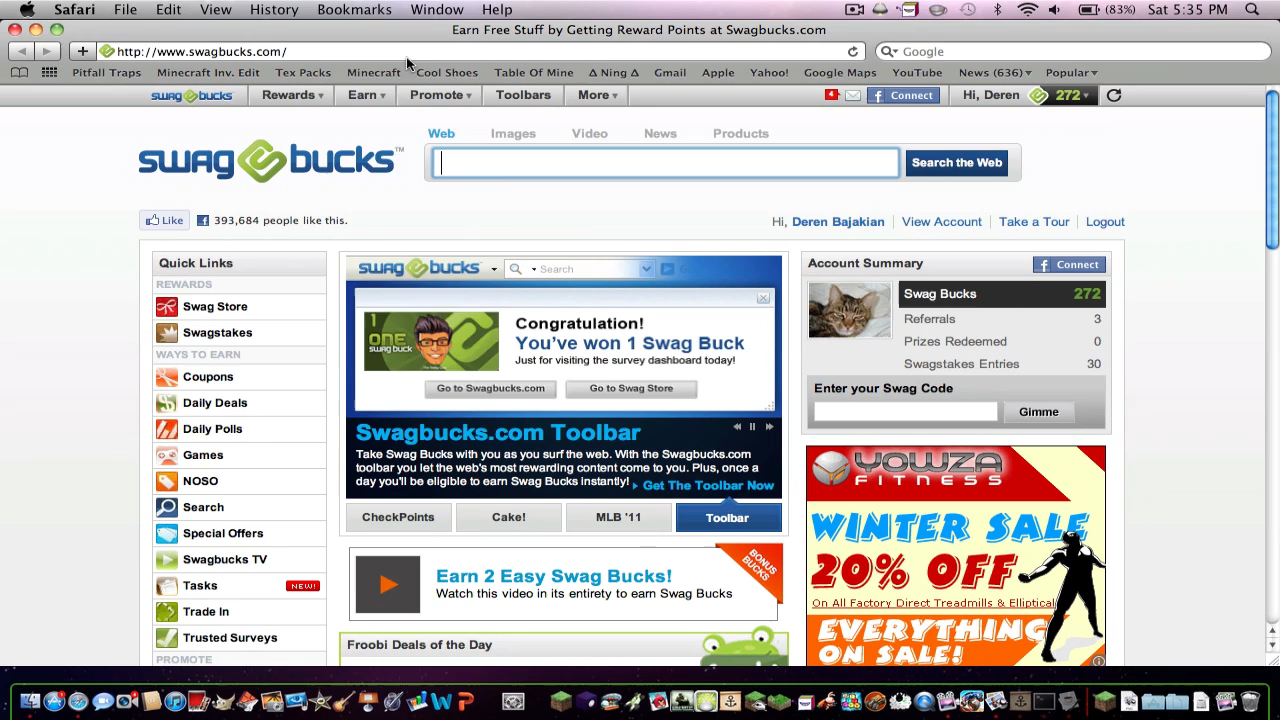 Safari File Edit View History Bookmarks Window Help (83%) Sat 5:35 PM
Earn Free Stuff by Getting Reward Points at Swagbucks.com
http://www.swagbucks.com/ Google
Pitfall Traps Minecraft Inv. Edit Tex Packs Minecraft Cool Shoes Table Of Mine Δ Ning Δ Gmail Apple Yahoo! Google Maps YouTube News (636) Popular
swagbucks Rewards Earn Promote Toolbars More 4 f Connect Hi, Deren 272
Web Images Video News Products
swagbucks™ Search the Web
Like 393,684 people like this. Hi, Deren Bajakian View Account Take a Tour Logout
Quick Links
REWARDS
Swag Store
Swagstakes
WAYS TO EARN
Coupons
Daily Deals
Daily Polls
Games
NOSO
Search
Special Offers
Swagbucks TV
Tasks NEW!
Trade In
Trusted Surveys
PROMOTE
swagbucks Search
1
ONE
swag buck
Congratulation!
You've won 1 Swag Buck
Just for visiting the survey dashboard today!
Go to Swagbucks.com Go to Swag Store
Swagbucks.com Toolbar
Take Swag Bucks with you as you surf the web. With the Swagbucks.com
toolbar you let the web's most rewarding content come to you. Plus, once a
day you'll be eligible to earn Swag Bucks instantly! Get The Toolbar Now
CheckPoints Cake! MLB '11 Toolbar
Earn 2 Easy Swag Bucks!
Watch this video in its entirety to earn Swag Bucks
BONUS
BUCKS
Froobi Deals of the Day
Account Summary f Connect
Swag Bucks 272
Referrals 3
Prizes Redeemed 0
Swagstakes Entries 30
Enter your Swag Code
Gimme
YOWZA
FITNESS
WINTER SALE
20% OFF
On All Factory Direct Treadmills & Elliptical
EVERYTHING
ON SALE!